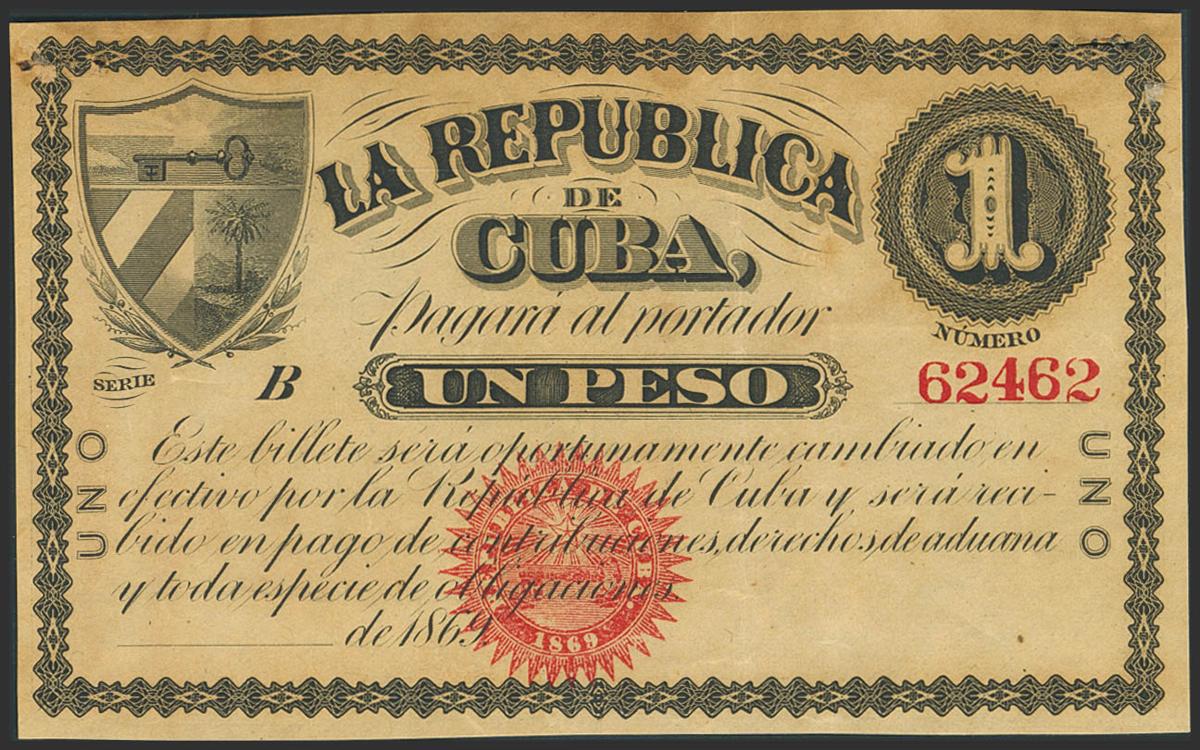 LA REPUBLICA
DE
CUBA,
1
Pagará al portador
NÚMERO
SERIE B
UN PESO
62462
UNO
UNO
Este billete será oportunamente cambiado en
efectivo por la República de Cuba y será reci-
bido en pago de contribuciones, derechos de aduana
y toda especie de obligaciones.
de 1869.
1869